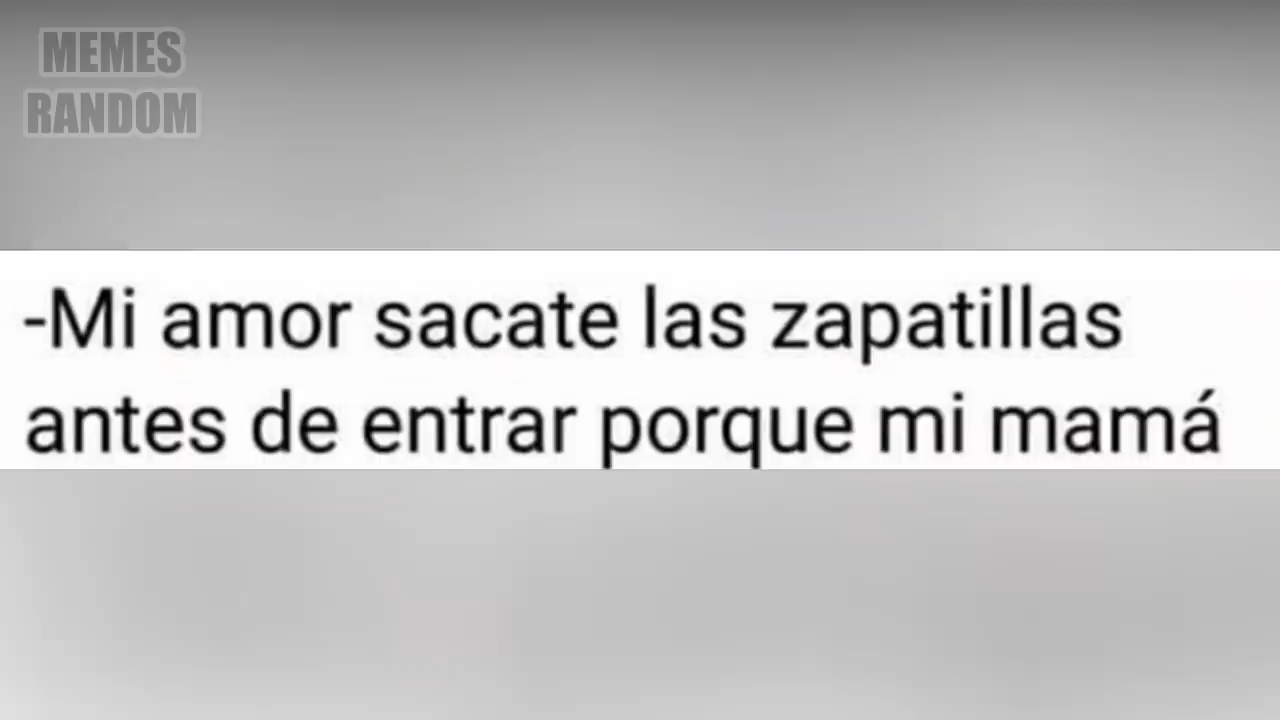 MEMES
RANDOM
-Mi amor sacate las zapatillas
antes de entrar porque mi mamá